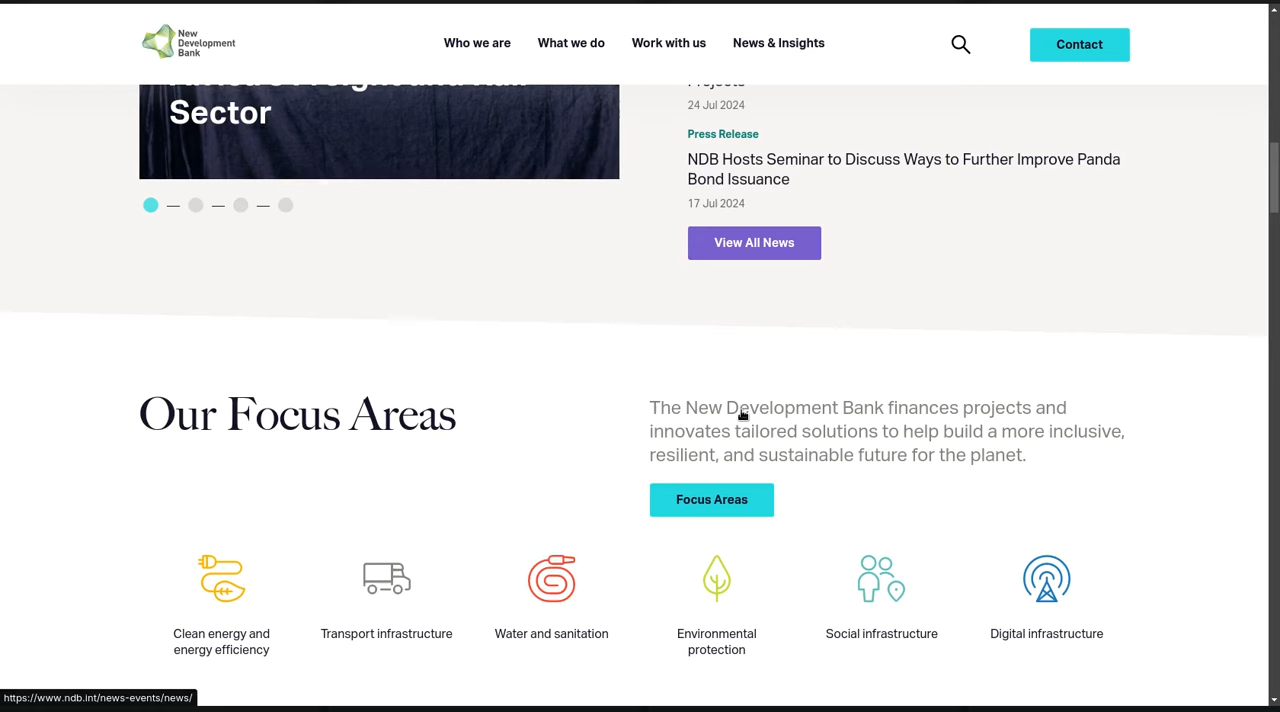 New
Development
Bank
Who we are
What we do
Work with us
News & Insights
Contact
Sector
Projects
24 Jul 2024
Press Release
NDB Hosts Seminar to Discuss Ways to Further Improve Panda
Bond Issuance
17 Jul 2024
View All News
Our Focus Areas
The New Development Bank finances projects and
innovates tailored solutions to help build a more inclusive,
resilient, and sustainable future for the planet.
Focus Areas
Clean energy and
energy efficiency
Transport infrastructure
Water and sanitation
Environmental
protection
Social infrastructure
Digital infrastructure
https://www.ndb.int/news-events/news/